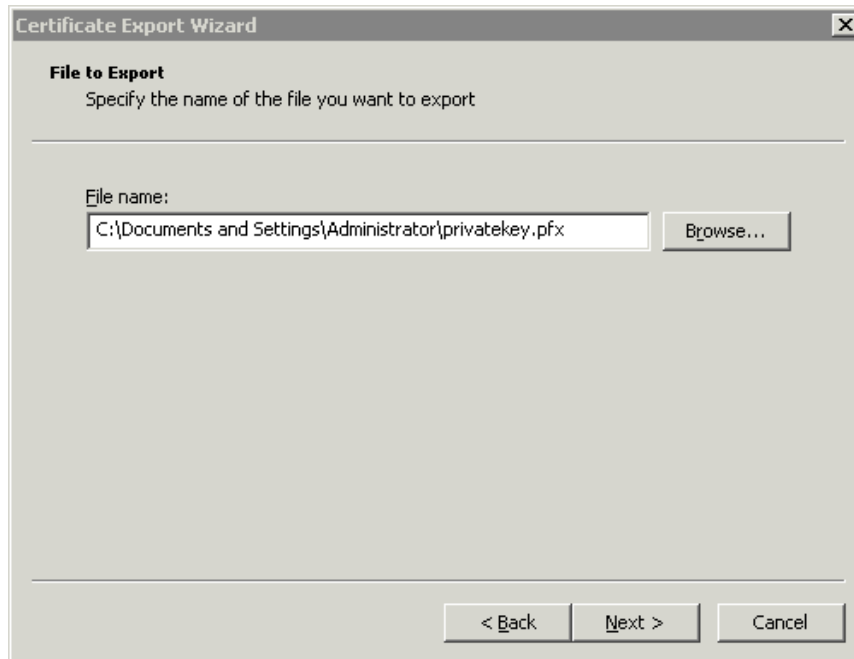 Certificate Export Wizard
File to Export
Specify the name of the file you want to export
File name:
C:\Documents and Settings\Administrator\privatekey.pfx
Browse...
< Back
Next >
Cancel